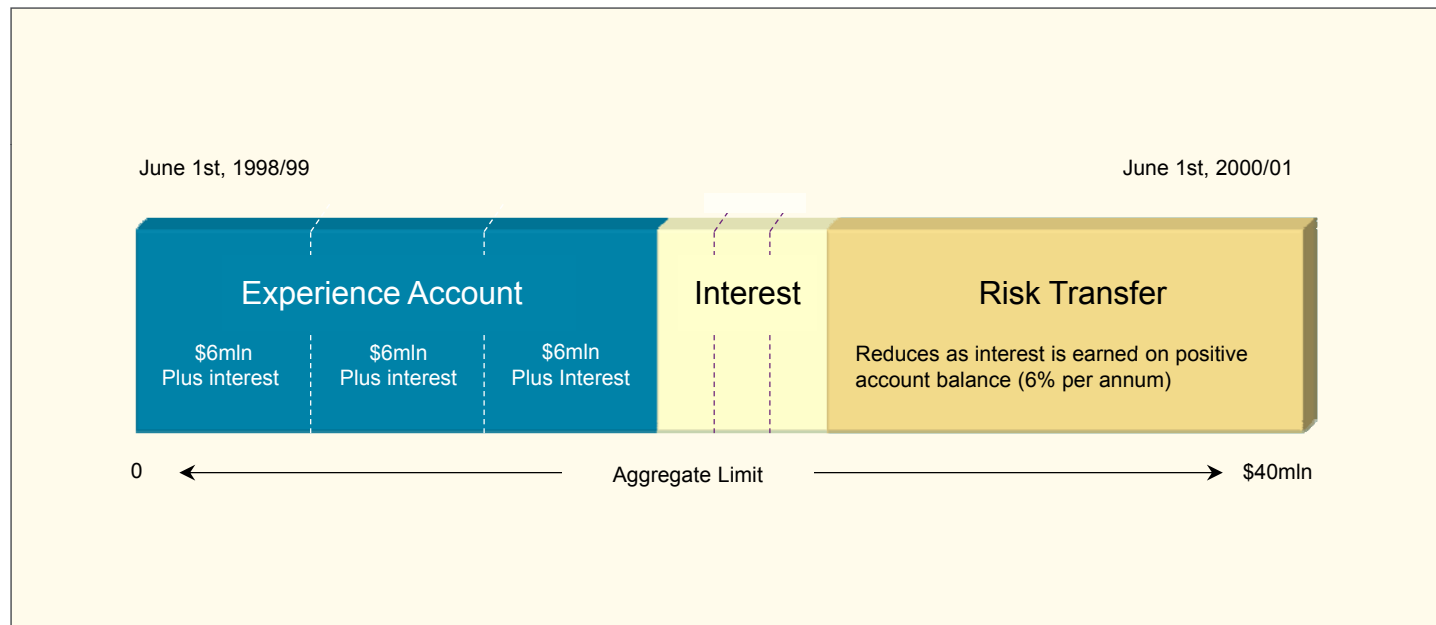 June 1st, 1998/99
June 1st, 2000/01
Experience Account
Interest
Risk Transfer
$6mln
Plus interest
$6mln
Plus interest
$6mln
Plus Interest
Reduces as interest is earned on positive
account balance (6% per annum)
0
Aggregate Limit
$40mln